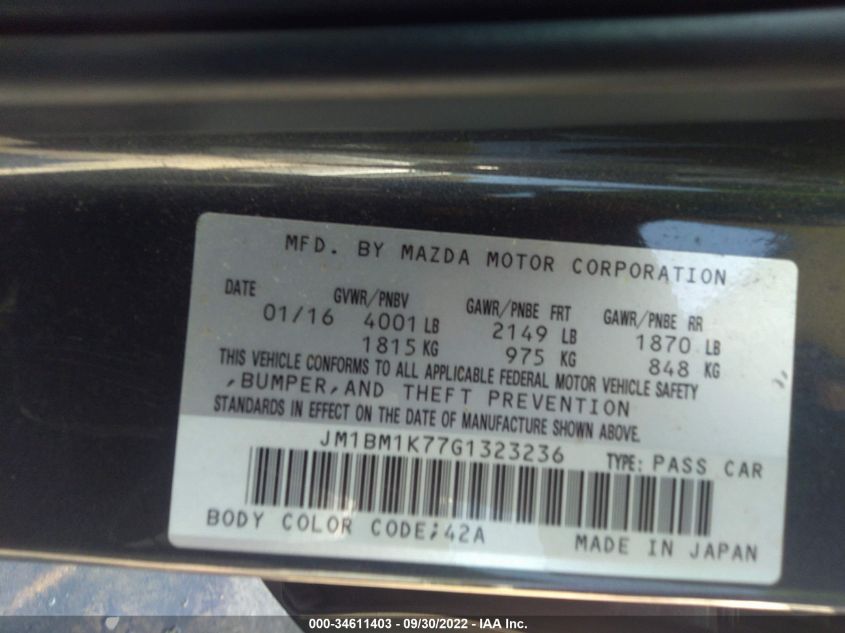 MFD. BY MAZDA MOTOR CORPORATION
DATE GVWR/PNBV GAWR/PNBE FRT GAWR/PNBE RR
01/16 4001 LB 2149 LB 1870 LB
1815 KG 975 KG 848 KG
THIS VEHICLE CONFORMS TO ALL APPLICABLE FEDERAL MOTOR VEHICLE SAFETY
,BUMPER,AND THEFT PREVENTION
STANDARDS IN EFFECT ON THE DATE OF MANUFACTURE SHOWN ABOVE.
JM1BM1K77G1323236 TYPE: PASS CAR
BODY COLOR CODE;42A MADE IN JAPAN
000-34611403 - 09/30/2022 - IAA Inc.